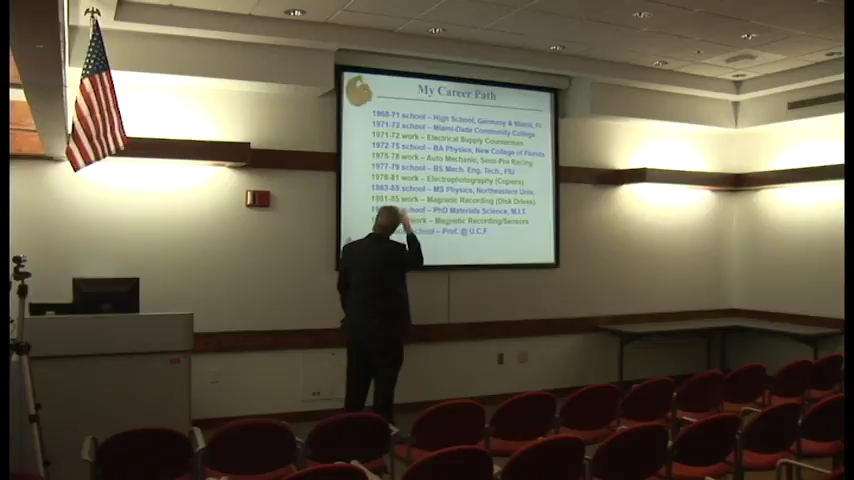 My Career Path
1968-71 school – High School, Germany & Miami, Fl
1971-72 school – Miami-Dade Community College
1971-72 work – Electrical Supply Counterman
1972-75 school – BA Physics, New College of Florida
1975-78 work – Auto Mechanic, Semi-Pro Racing
1977-79 school – BS Mech. Eng. Tech., FIU
1979-81 work – Electrophotography (Copiers)
1983-85 school – MS Physics, Northeastern Univ.
1981-85 work – Magnetic Recording (Disk Drives)
school – PhD Materials Science, M.I.T.
work – Magnetic Recording/Sensors
school – Prof. @ U.C.F.